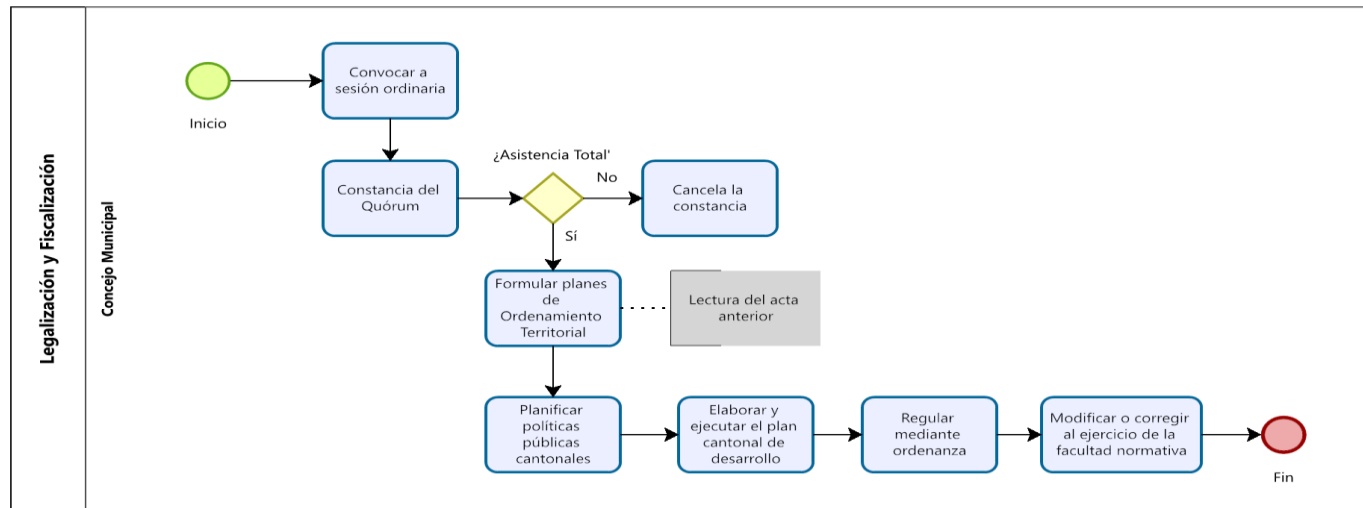 Legalización y Fiscalización
Concejo Municipal
Inicio
Convocar a
sesión ordinaria
Constancia del
Quórum
¿Asistencia Total'
No
Cancela la
constancia
Sí
Formular planes
de
Ordenamiento
Territorial
Lectura del acta
anterior
Planificar
políticas
públicas
cantonales
Elaborar y
ejecutar el plan
cantonal de
desarrollo
Regular
mediante
ordenanza
Modificar o corregir
al ejercicio de la
facultad normativa
Fin